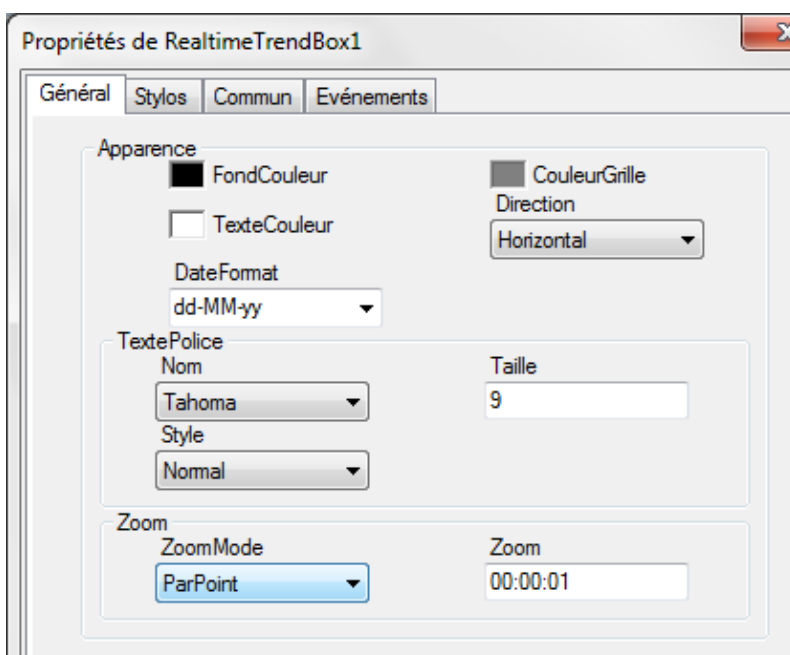 Propriétés de RealtimeTrendBox1
Général Stylos Commun Evénements
Apparence
FondCouleur CouleurGrille
Direction
TexteCouleur
Horizontal
DateFormat
dd-MM-yy
TextePolice
Nom Taille
Tahoma 9
Style
Normal
Zoom
ZoomMode Zoom
ParPoint 00:00:01